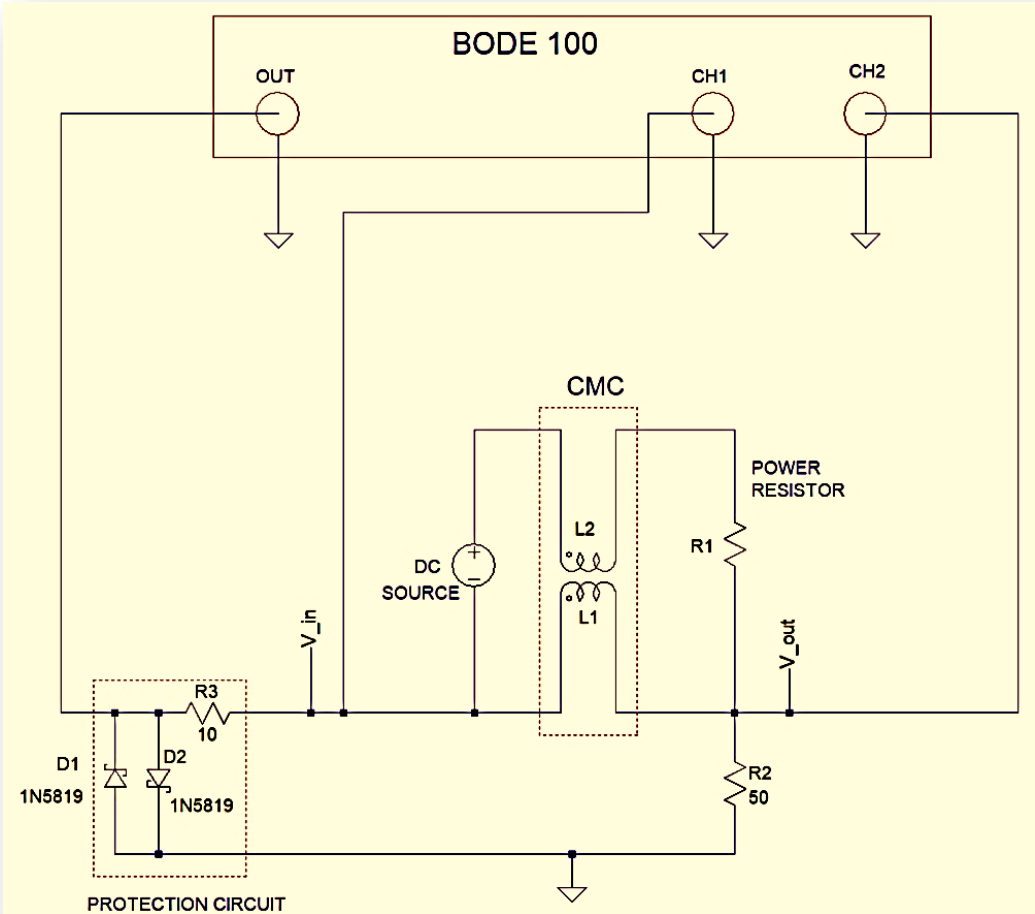 BODE 100
OUT
CH1
CH2
CMC
POWER
RESISTOR
L2
R1
DC
SOURCE
+
−
L1
V_in
V_out
R3
10
D1
1N5819
D2
1N5819
R2
50
PROTECTION CIRCUIT